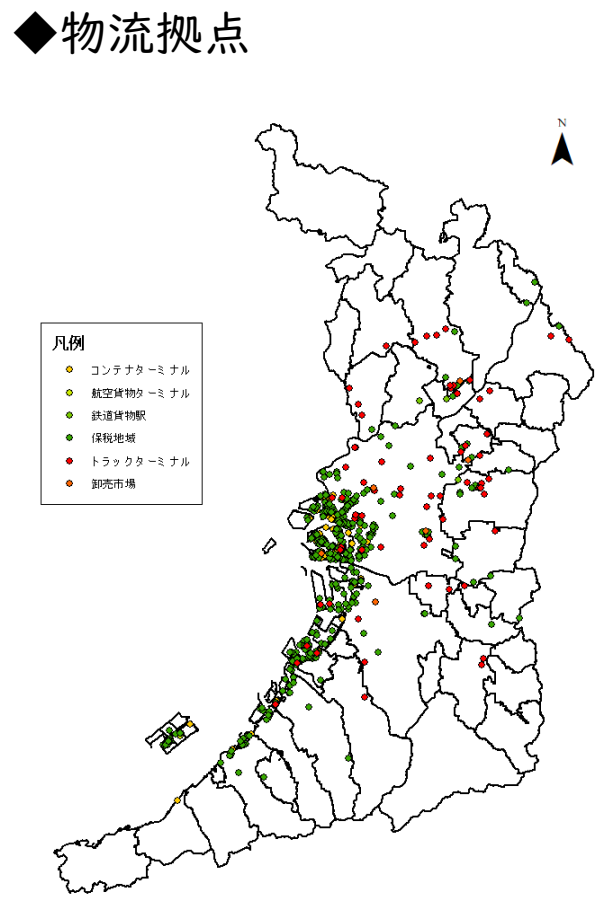 ◆物流拠点
N
凡例
コンテナターミナル
航空貨物ターミナル
鉄道貨物駅
保税地域
トラックターミナル
卸売市場